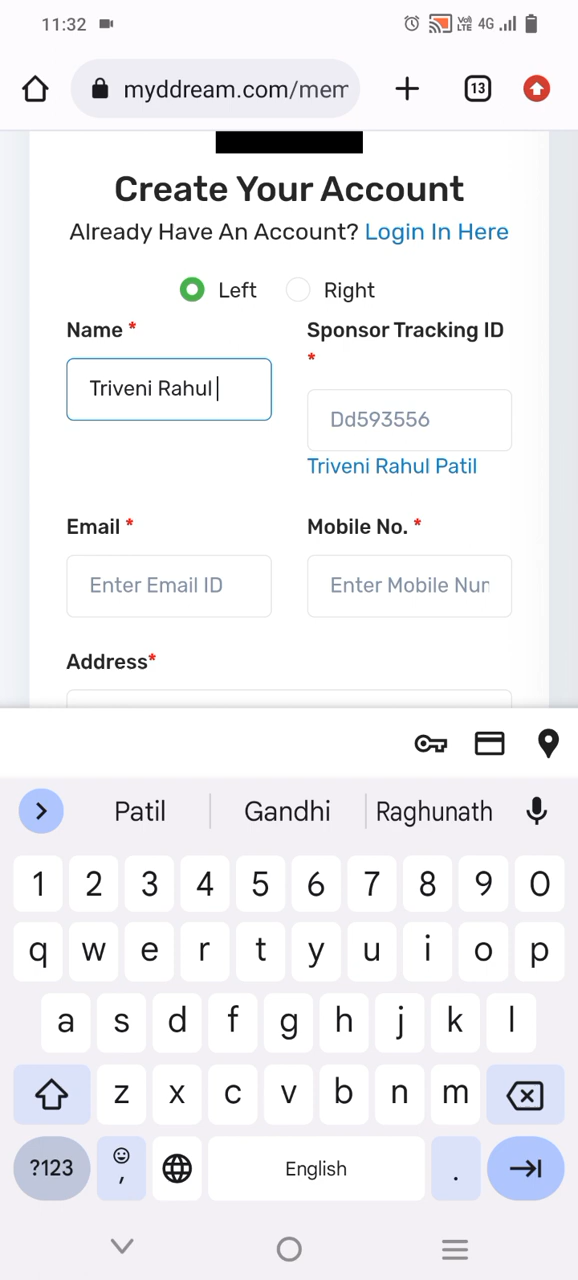 11:32 Vo) LTE 4G
myddream.com/mem 13
Create Your Account
Already Have An Account? Login In Here
Left Right
Name * Sponsor Tracking ID *
Triveni Rahul
Dd593556
Triveni Rahul Patil
Email * Mobile No. *
Enter Email ID Enter Mobile Nur
Address*
Patil Gandhi Raghunath
1 2 3 4 5 6 7 8 9 0
q w e r t y u i o p
a s d f g h j k l
z x c v b n m
?123 , English .